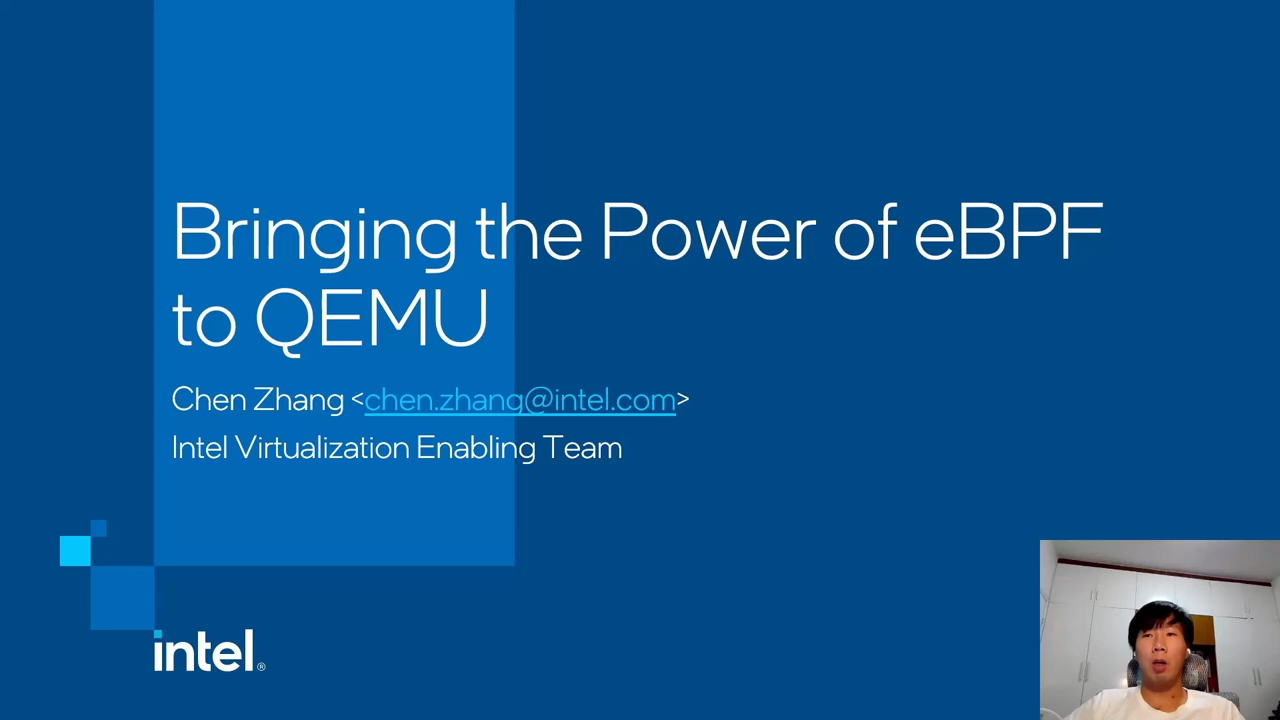 Bringing the Power of eBPF
to QEMU
Chen Zhang <chen.zhang@intel.com>
Intel Virtualization Enabling Team
intel®